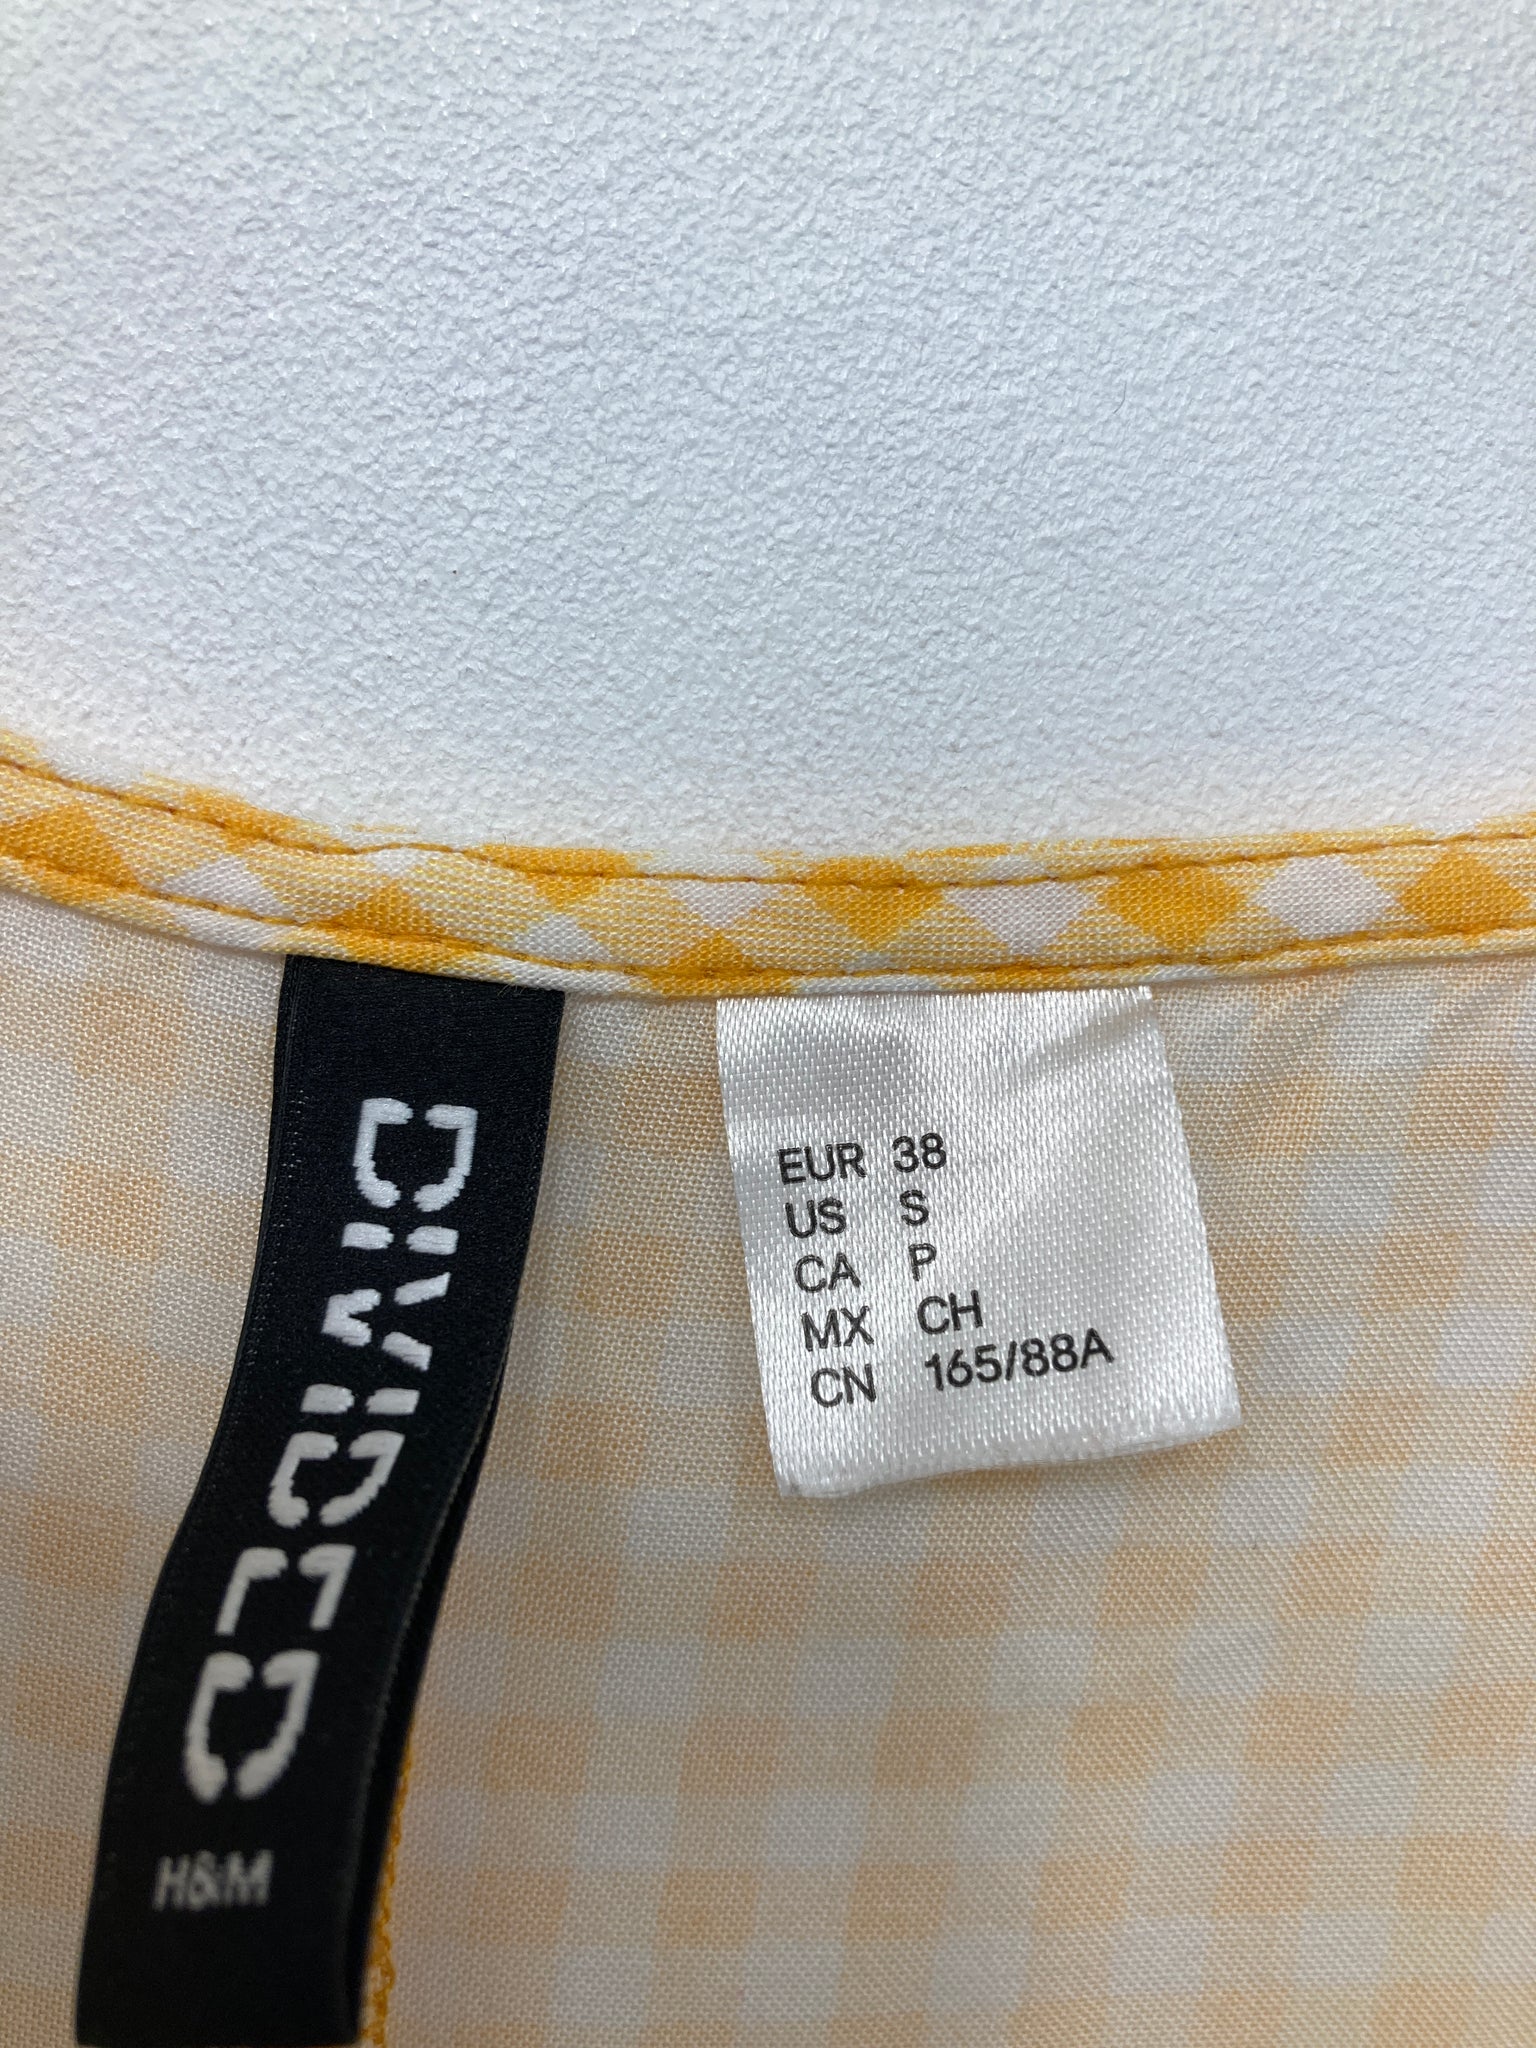 DIVIDED
H&M
EUR 38
US S
CA P
MX CH
CN 165/88A